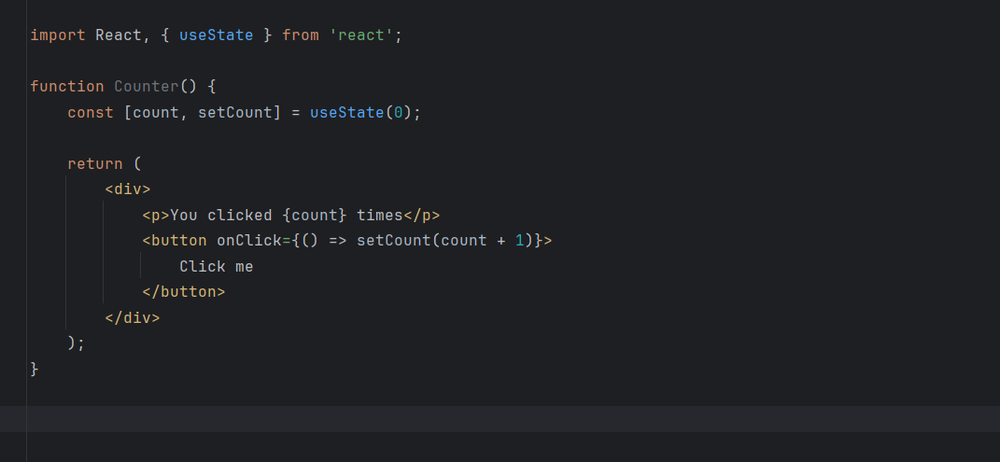 import React, { useState } from 'react';
function Counter() {
    const [count, setCount] = useState(0);
    return (
        <div>
            <p>You clicked {count} times</p>
            <button onClick={() => setCount(count + 1)}>
                Click me
            </button>
        </div>
    );
}